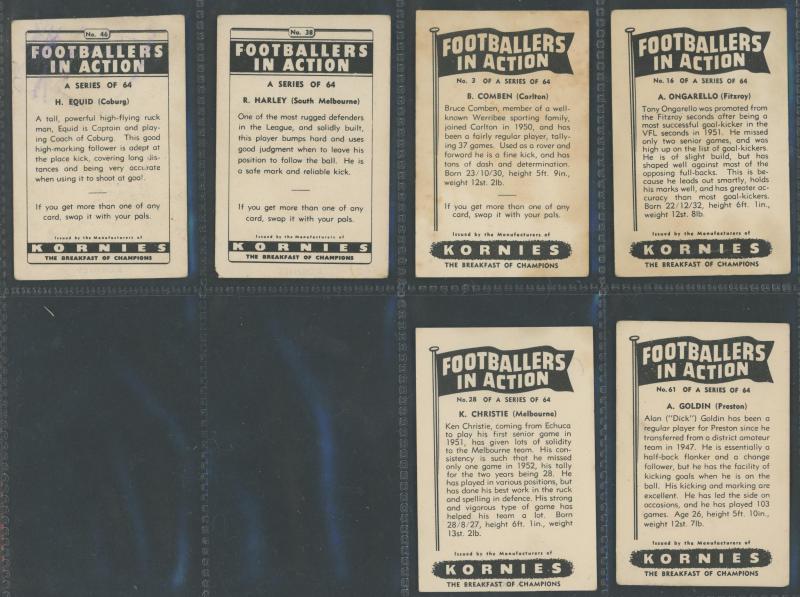 No. 46
FOOTBALLERS
IN ACTION
A SERIES OF 64
H. EQUID (Coburg)
A tall, powerful high-flying ruck
man, Equid is Captain and play-
ing Coach of Coburg. This good
high-marking follower is adept at
the place kick, covering long dis-
tances and being very accurate
when using it to shoot at goal.
If you get more than one of any
card, swap it with your pals.
Issued by the Manufacturers of
KORNIES
THE BREAKFAST OF CHAMPIONS
No. 38
FOOTBALLERS
IN ACTION
A SERIES OF 64
R. HARLEY (South Melbourne)
One of the most rugged defenders
in the League, and solidly built,
this player bumps hard and uses
good judgment when to leave his
position to follow the ball. He is
a safe mark and reliable kick.
If you get more than one of any
card, swap it with your pals.
Issued by the Manufacturers of
KORNIES
THE BREAKFAST OF CHAMPIONS
FOOTBALLERS
IN ACTION
No. 3 OF A SERIES OF 64
B. COMBEN (Carlton)
Bruce Comben, member of a well-
known Werribee sporting family,
joined Carlton in 1950, and has
been a fairly regular player, tally-
ing 37 games. Used as a rover and
forward he is a fine kick, and has
tons of dash and determination.
Born 23/10/30, height 5ft. 9in.,
weight 12st. 2lb.
If you get more than one of any
card, swap it with your pals.
Issued by the Manufacturers of
KORNIES
THE BREAKFAST OF CHAMPIONS
FOOTBALLERS
IN ACTION
No. 16 OF A SERIES OF 64
A. ONGARELLO (Fitzroy)
Tony Ongarello was promoted from
the Fitzroy seconds after being a
most successful goal-kicker in the
VFL seconds in 1951. He missed
only two senior games, and was
high up on the list of goal-kickers.
He is of slight build, but has
shaped well against most of the
opposing full-backs. This is be-
cause he leads out smartly, holds
his marks well, and has greater ac-
curacy than most goal-kickers.
Born 22/12/32, height 6ft. 1in.,
weight 12st. 8lb.
Issued by the Manufacturers of
KORNIES
THE BREAKFAST OF CHAMPIONS
FOOTBALLERS
IN ACTION
No. 28 OF A SERIES OF 64
K. CHRISTIE (Melbourne)
Ken Christie, coming from Echuca
to play his first senior game in
1951, has given lots of solidity
to the Melbourne team. His con-
sistency is such that he missed
only one game in 1952, his tally
for the two years being 28. He
has played in various positions, but
has done his best work in the ruck
and spelling in defence. His strong
and vigorous type of game has
helped his team a lot. Born
28/8/27, height 6ft. 1in., weight
13st. 2lb.
Issued by the Manufacturers of
KORNIES
THE BREAKFAST OF CHAMPIONS
FOOTBALLERS
IN ACTION
No. 61 OF A SERIES OF 64
A. GOLDIN (Preston)
Alan ("Dick") Goldin has been a
regular player for Preston since he
transferred from a district amateur
team in 1947. He is essentially a
half-back flanker and a change
follower, but he has the facility of
kicking goals when he is on the
ball. His kicking and marking are
excellent. He has led the side on
occasions, and has played 103
games. Age 26, height 5ft. 10in.,
weight 12st. 7lb.
Issued by the Manufacturers of
KORNIES
THE BREAKFAST OF CHAMPIONS